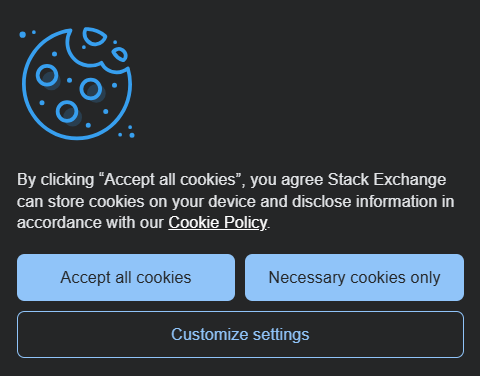 By clicking “Accept all cookies”, you agree Stack Exchange
can store cookies on your device and disclose information in
accordance with our Cookie Policy.
Accept all cookies
Necessary cookies only
Customize settings